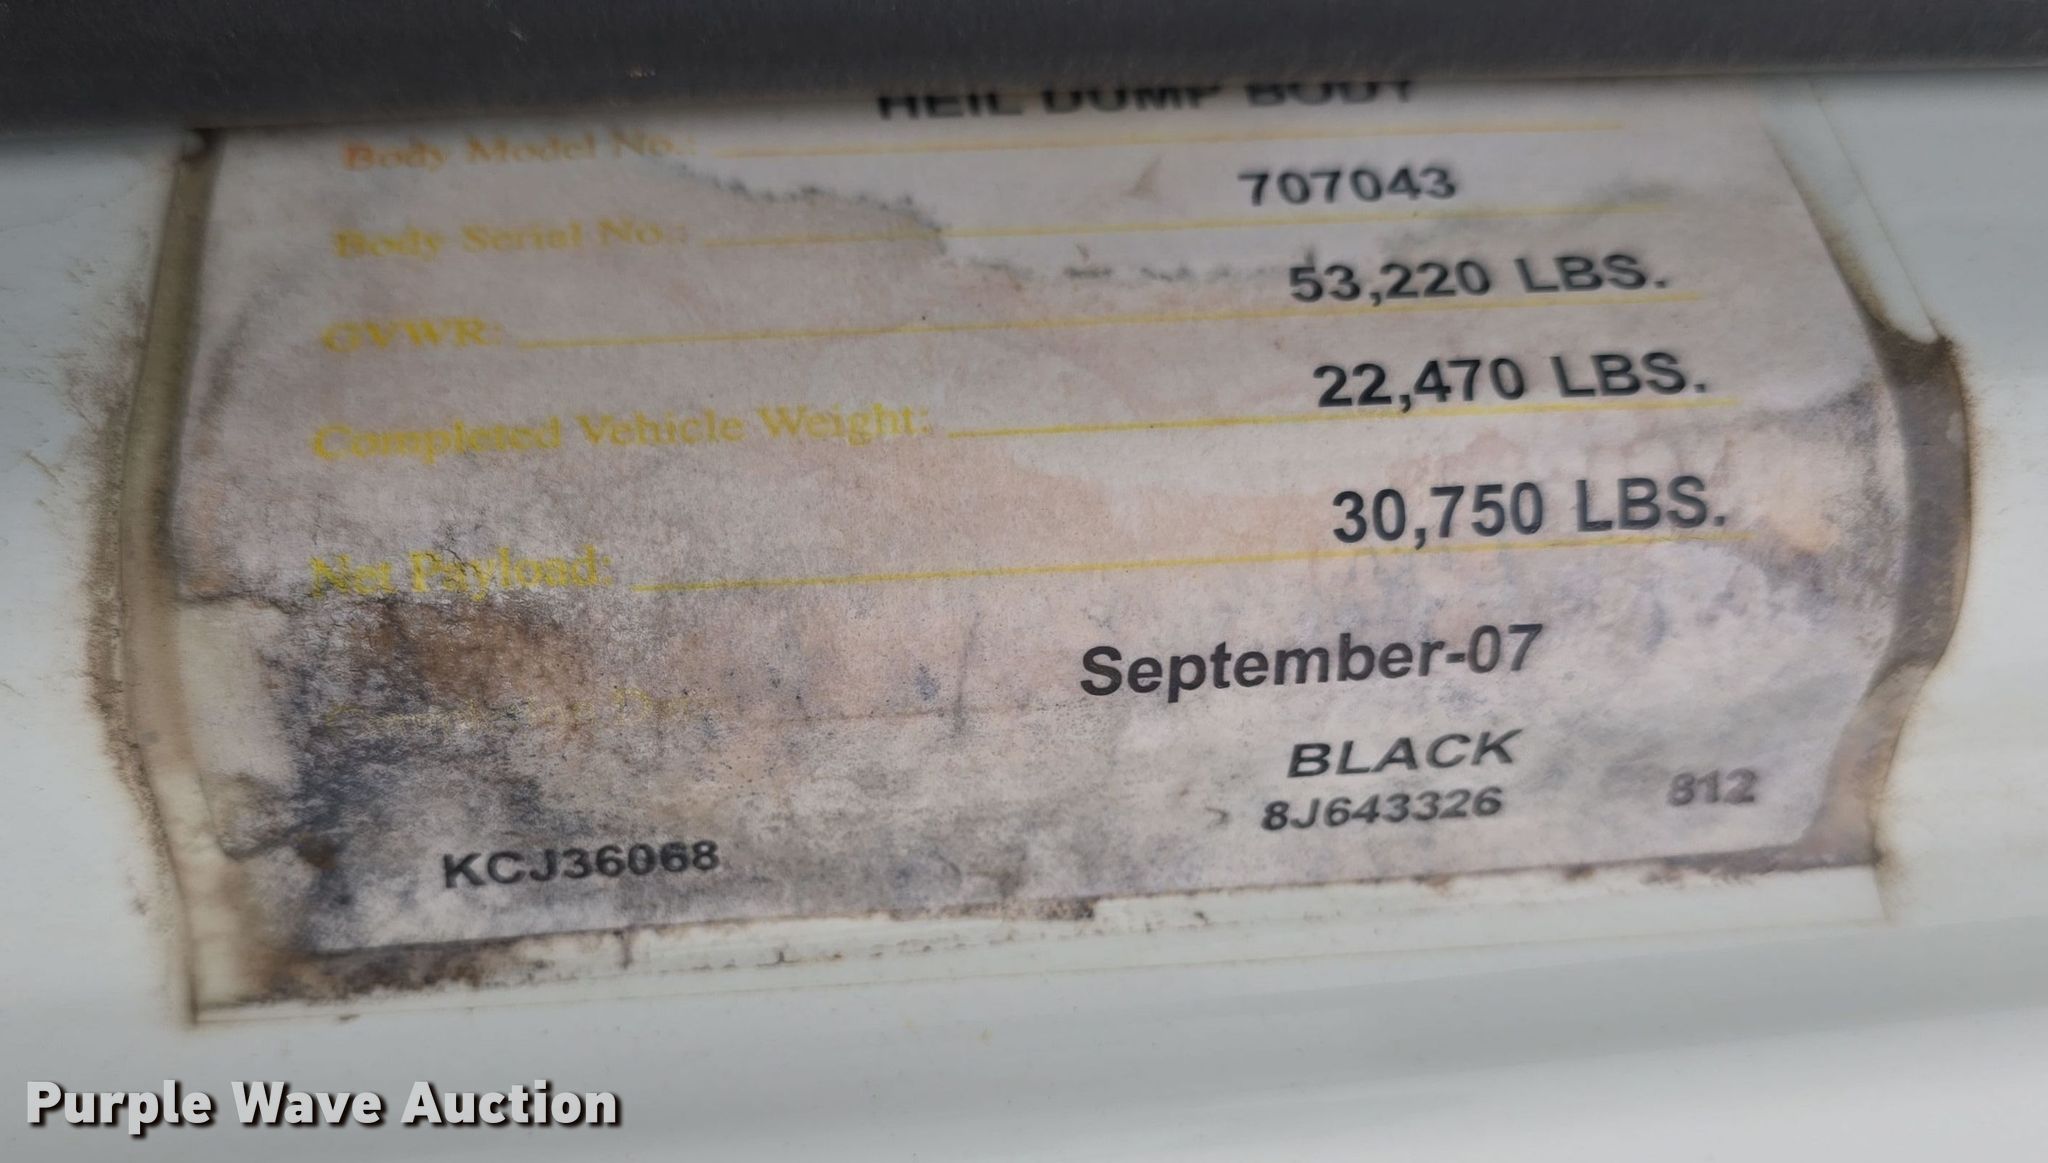 HEIL DUMP BODY
Body Model No.:
707043
Body Serial No.:
53,220 LBS.
GVWR:
22,470 LBS.
Completed Vehicle Weight:
30,750 LBS.
Net Payload:
September-07
BLACK
8J643326
812
KCJ36068
Purple Wave Auction